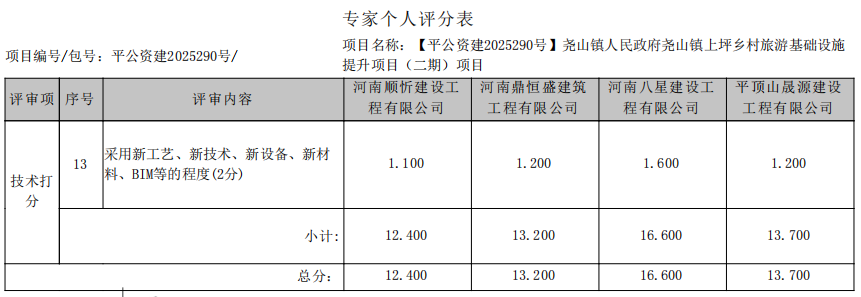 专家个人评分表
项目编号/包号: 平公资建2025290号/
项目名称: 【平公资建2025290号】尧山镇人民政府尧山镇上坪乡村旅游基础设施
提升项目（二期）项目
评审项 序号 评审内容 河南顺忻建设工程有限公司 河南鼎恒盛建筑工程有限公司 河南八星建设工程有限公司 平顶山晟源建设工程有限公司
技术打分
13 采用新工艺、新技术、新设备、新材料、BIM等的程度(2分) 1.100 1.200 1.600 1.200
小计: 12.400 13.200 16.600 13.700
总分: 12.400 13.200 16.600 13.700